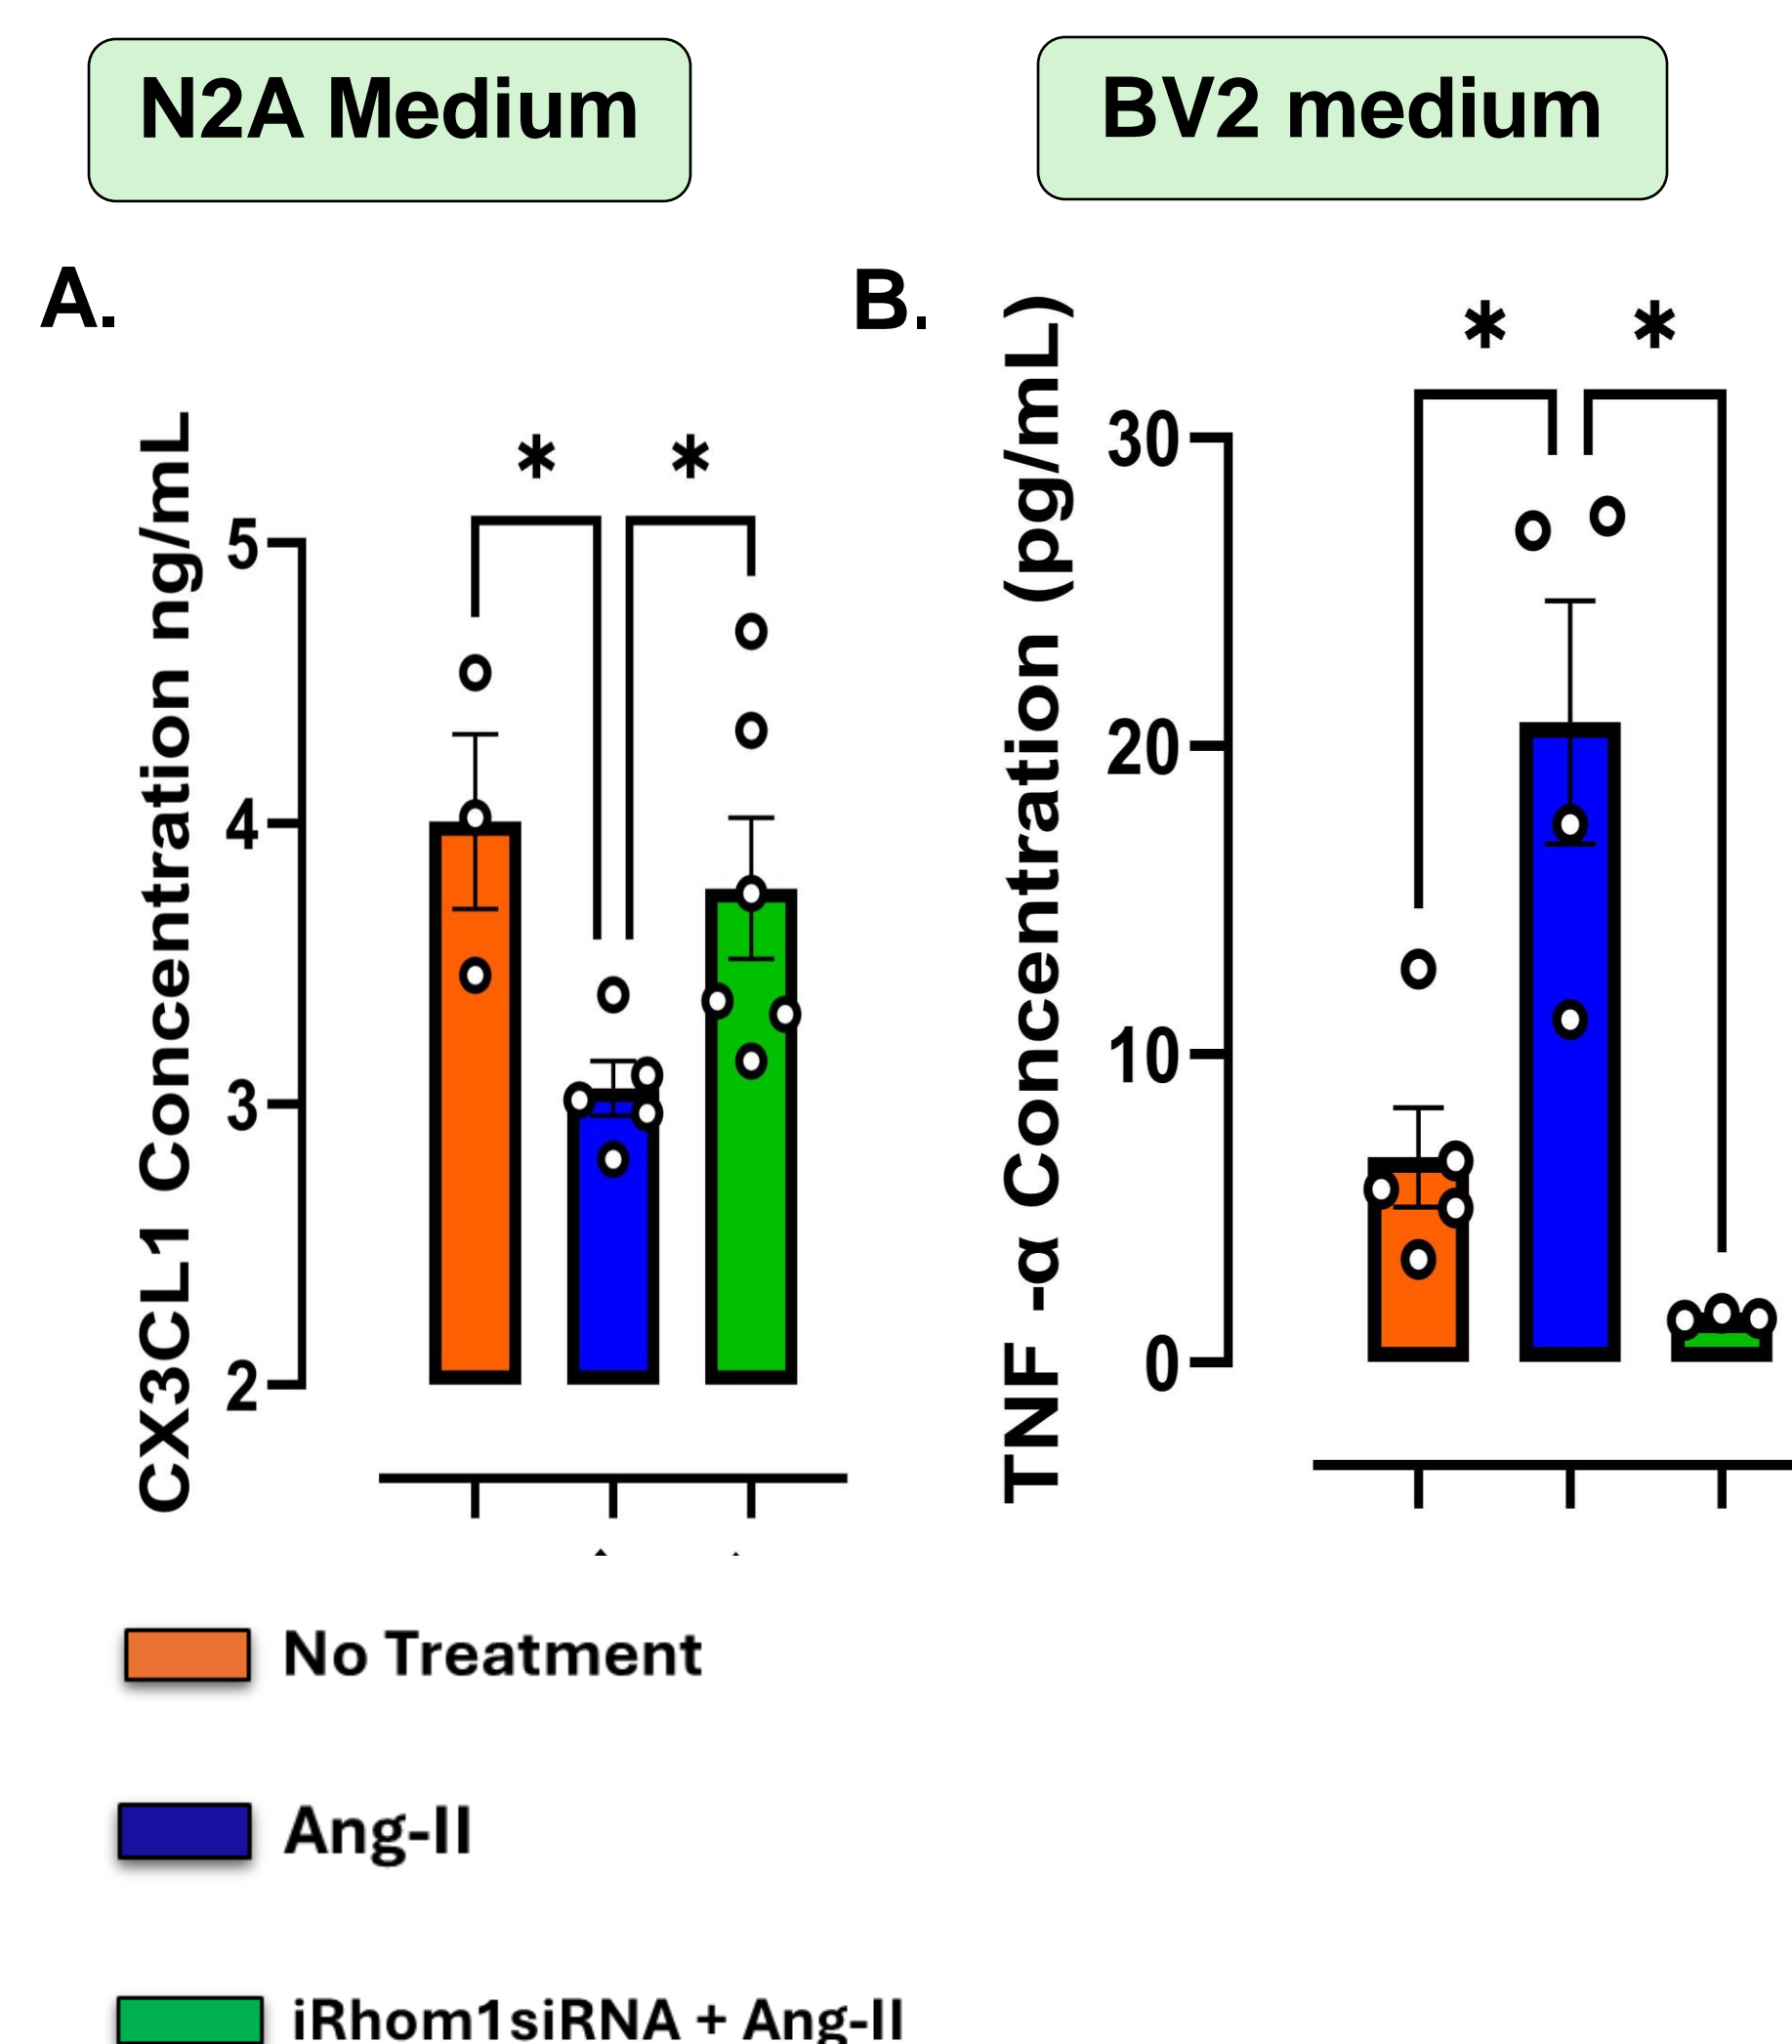 N2A Medium
BV2 medium
A.
B.
CX3CL1 Concentration ng/mL
5
4
3
2
* *
TNF -α Concentration (pg/mL)
30
20
10
0
* *
No Treatment
Ang-II
iRhom1siRNA + Ang-II